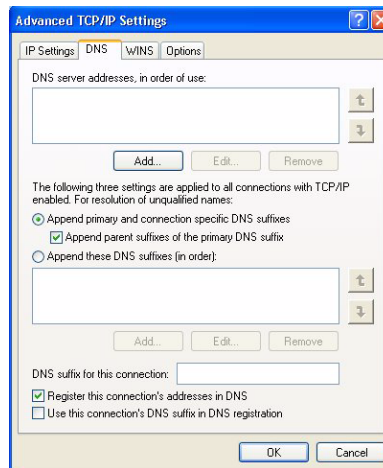 Advanced TCP/IP Settings
IP Settings DNS WINS Options
DNS server addresses, in order of use:
Add... Edit... Remove
The following three settings are applied to all connections with TCP/IP
enabled. For resolution of unqualified names:
Append primary and connection specific DNS suffixes
Append parent suffixes of the primary DNS suffix
Append these DNS suffixes (in order):
Add... Edit... Remove
DNS suffix for this connection:
Register this connection's addresses in DNS
Use this connection's DNS suffix in DNS registration
OK Cancel